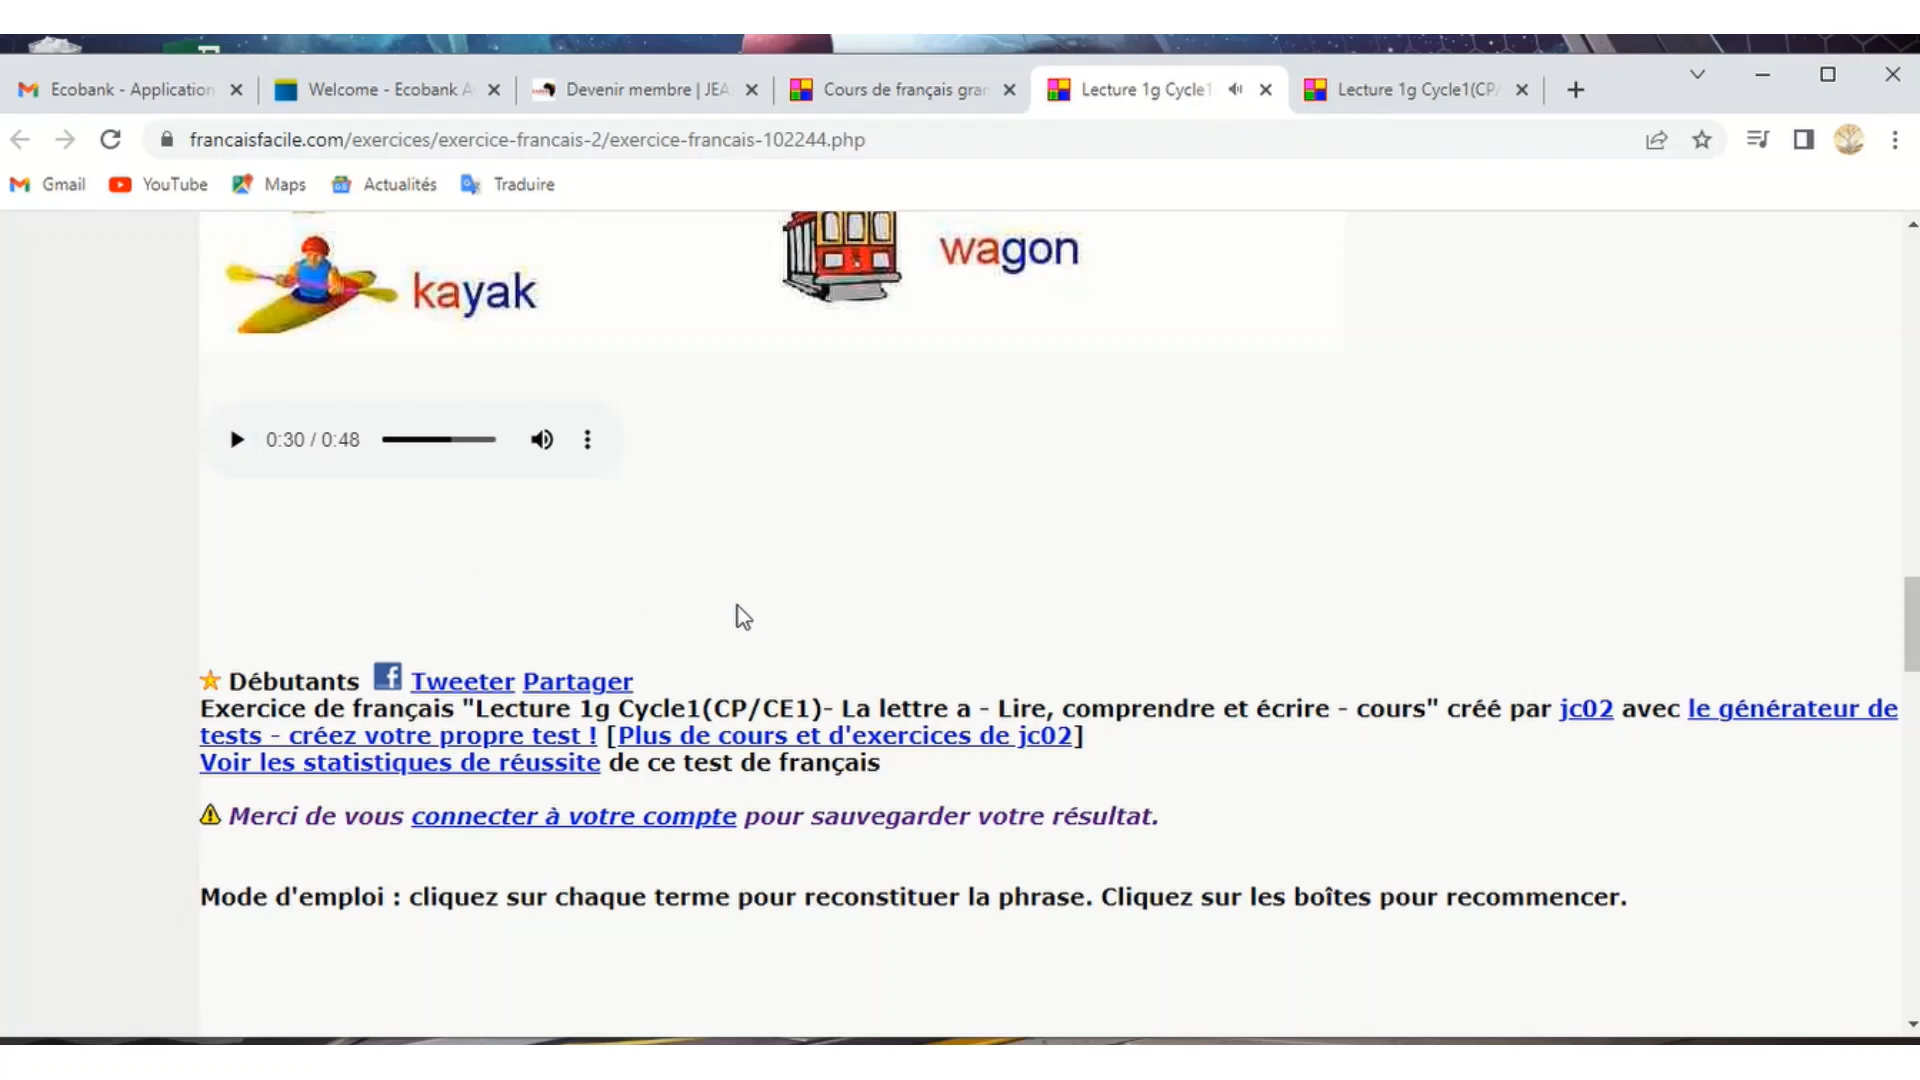 Ecobank - Application
Welcome - Ecobank A
Devenir membre | JEA
Cours de français gran
Lecture 1g Cycle1
Lecture 1g Cycle1(CP/
francaisfacile.com/exercices/exercice-francais-2/exercice-francais-102244.php
Gmail
YouTube
Maps
Actualités
Traduire
wagon
kayak
0:30 / 0:48
Débutants Tweeter Partager
Exercice de français "Lecture 1g Cycle1(CP/CE1)- La lettre a - Lire, comprendre et écrire - cours" créé par jc02 avec le générateur de
tests - créez votre propre test ! [Plus de cours et d'exercices de jc02]
Voir les statistiques de réussite de ce test de français
Merci de vous connecter à votre compte pour sauvegarder votre résultat.
Mode d'emploi : cliquez sur chaque terme pour reconstituer la phrase. Cliquez sur les boîtes pour recommencer.